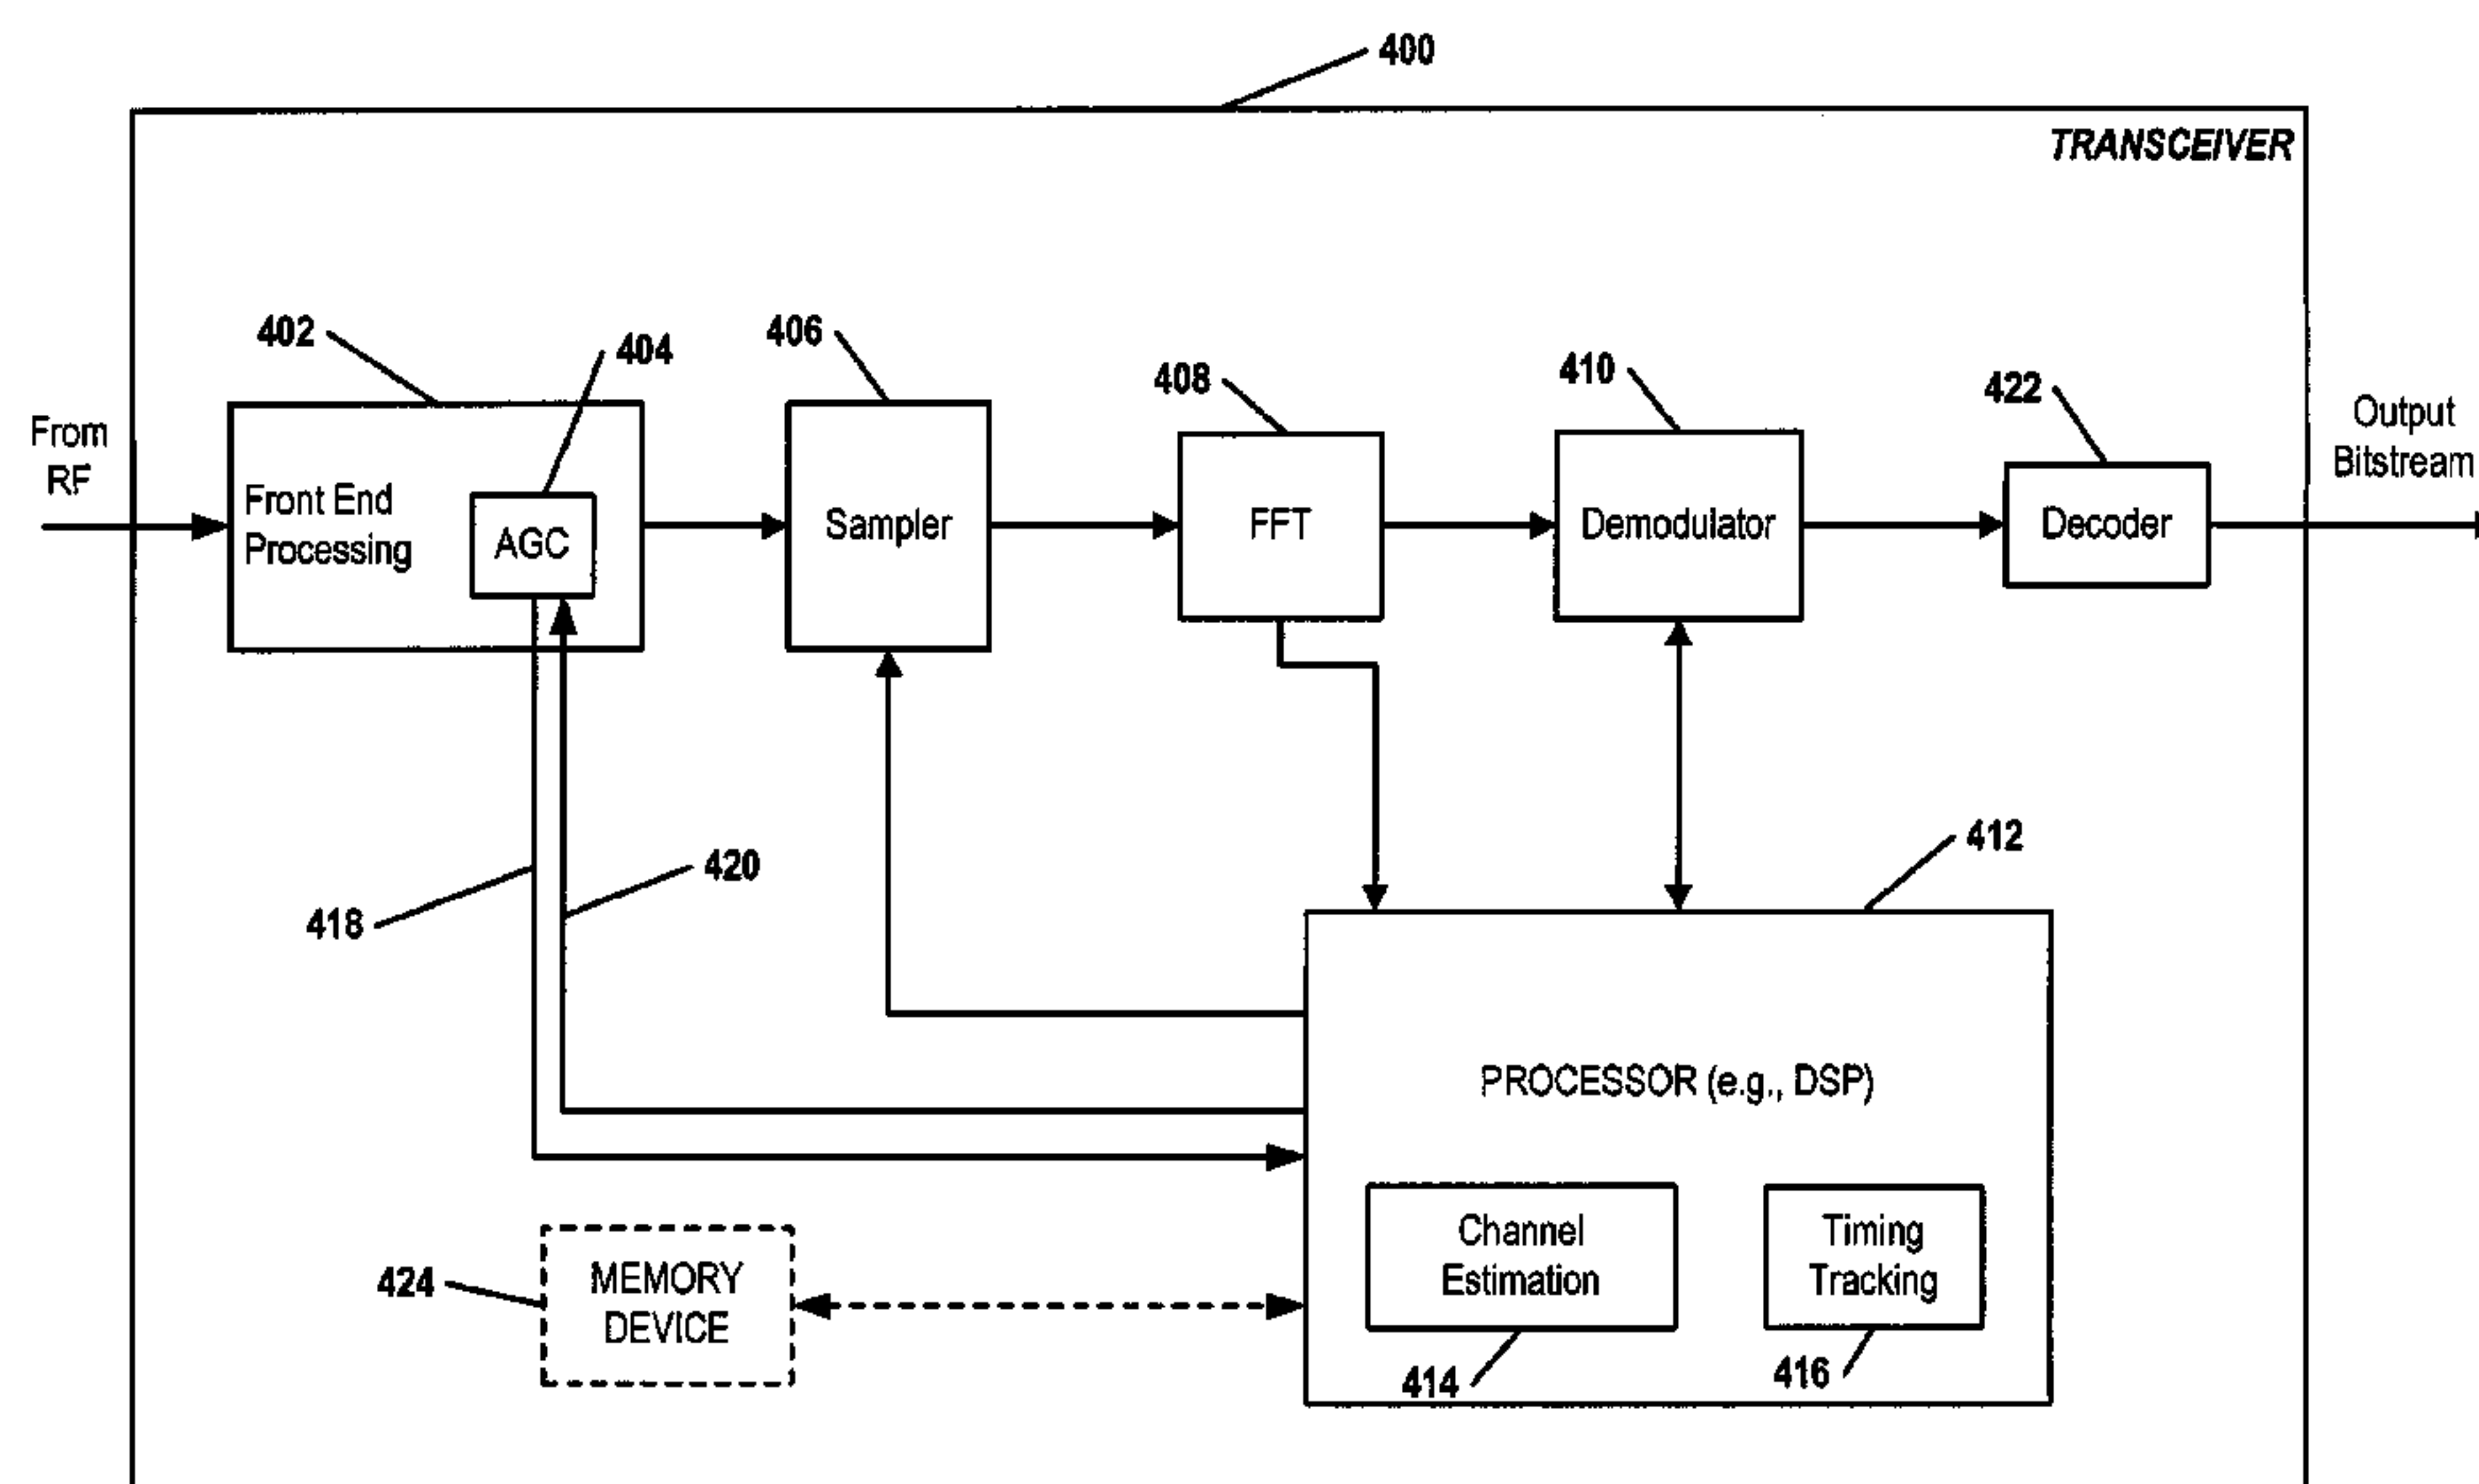 400
TRANSCEIVER
402
404
406
408
410
422
From
RF
Output
Bitstream
Front End
Processing
AGC
Sampler
FFT
Demodulator
Decoder
412
418
420
PROCESSOR (e.g., DSP)
Channel
Estimation
Timing
Tracking
424
MEMORY
DEVICE
414
416